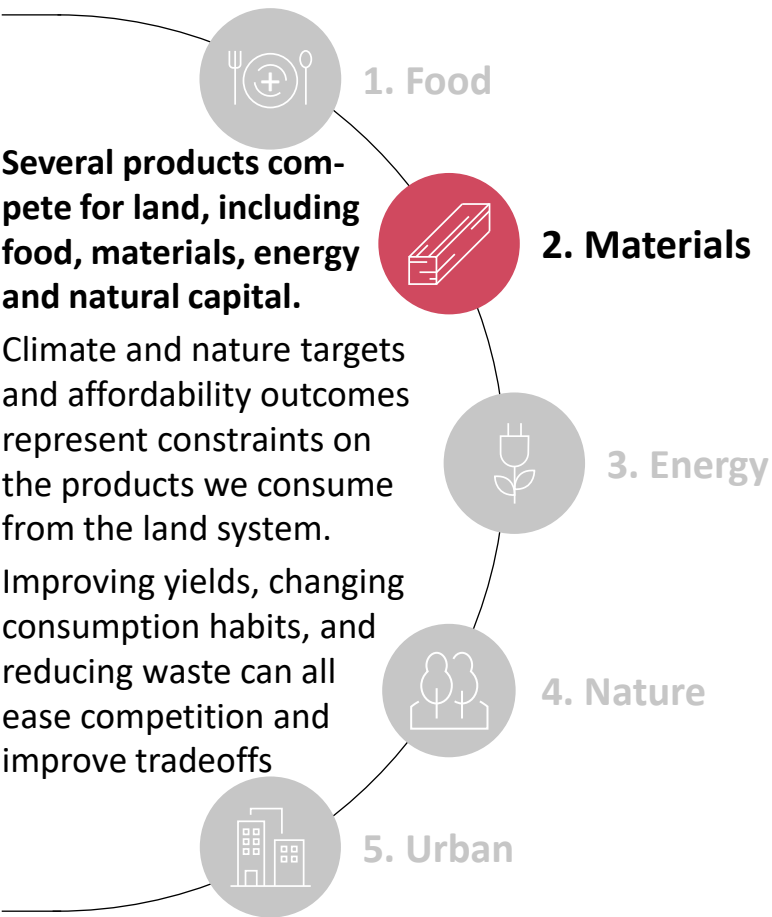 1. Food
Several products com-
pete for land, including
food, materials, energy
and natural capital.
2. Materials
Climate and nature targets
and affordability outcomes
represent constraints on
the products we consume
from the land system.
3. Energy
Improving yields, changing
consumption habits, and
reducing waste can all
ease competition and
improve tradeoffs
4. Nature
5. Urban